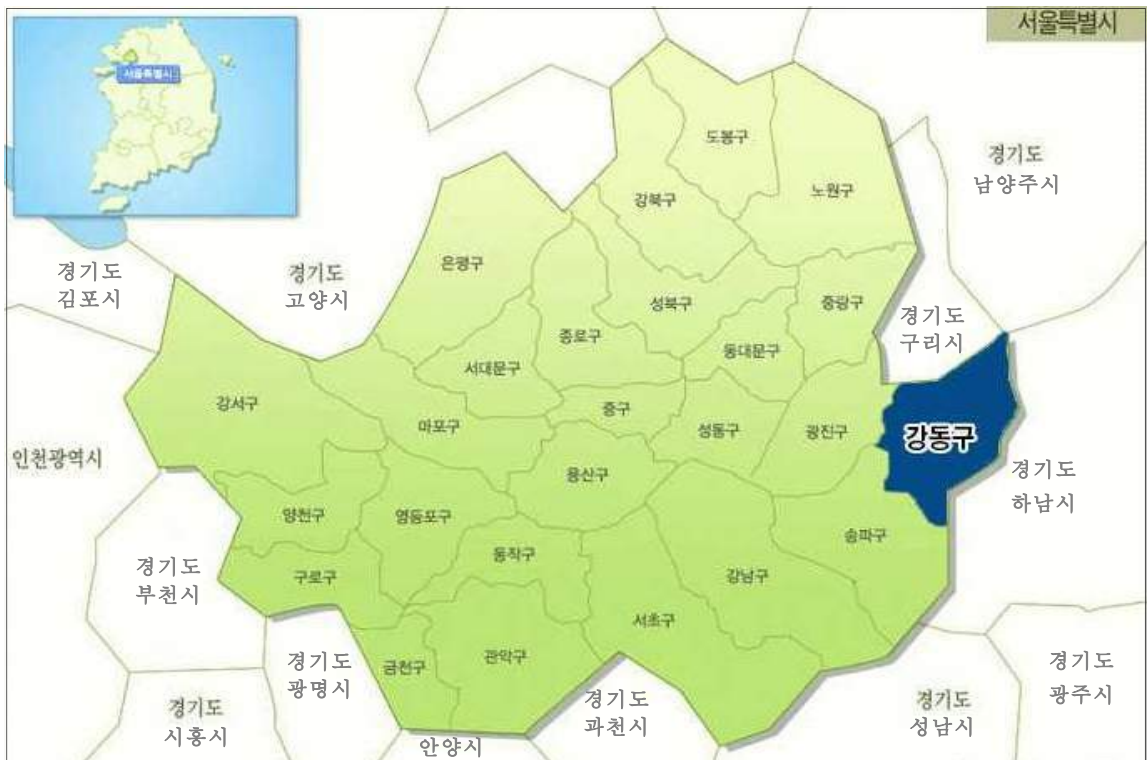 서울특별시
서울특별시
도봉구
경기도
남양주시
노원구
강북구
은평구
경기도
김포시
경기도
고양시
성북구
중랑구
경기도
구리시
종로구
동대문구
서대문구
강서구
중구
마포구
성동구
광진구
강동구
인천광역시
용산구
경기도
하남시
양천구
영등포구
송파구
동작구
경기도
부천시
구로구
강남구
서초구
경기도
광명시
금천구
관악구
경기도
광주시
경기도
시흥시
경기도
과천시
경기도
성남시
안양시